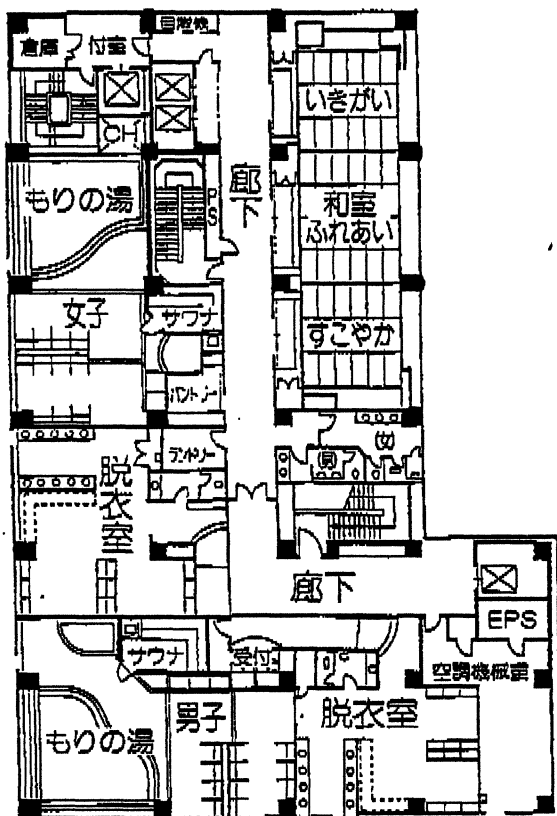 自販機
倉庫
付室
CH
いきがい
もりの湯
廊下
PS
和室
ふれあい
女子
サウナ
すこやか
パントリー
女
男
ランドリー
脱衣室
廊下
EPS
サウナ
受付
空調機械室
もりの湯
男子
脱衣室